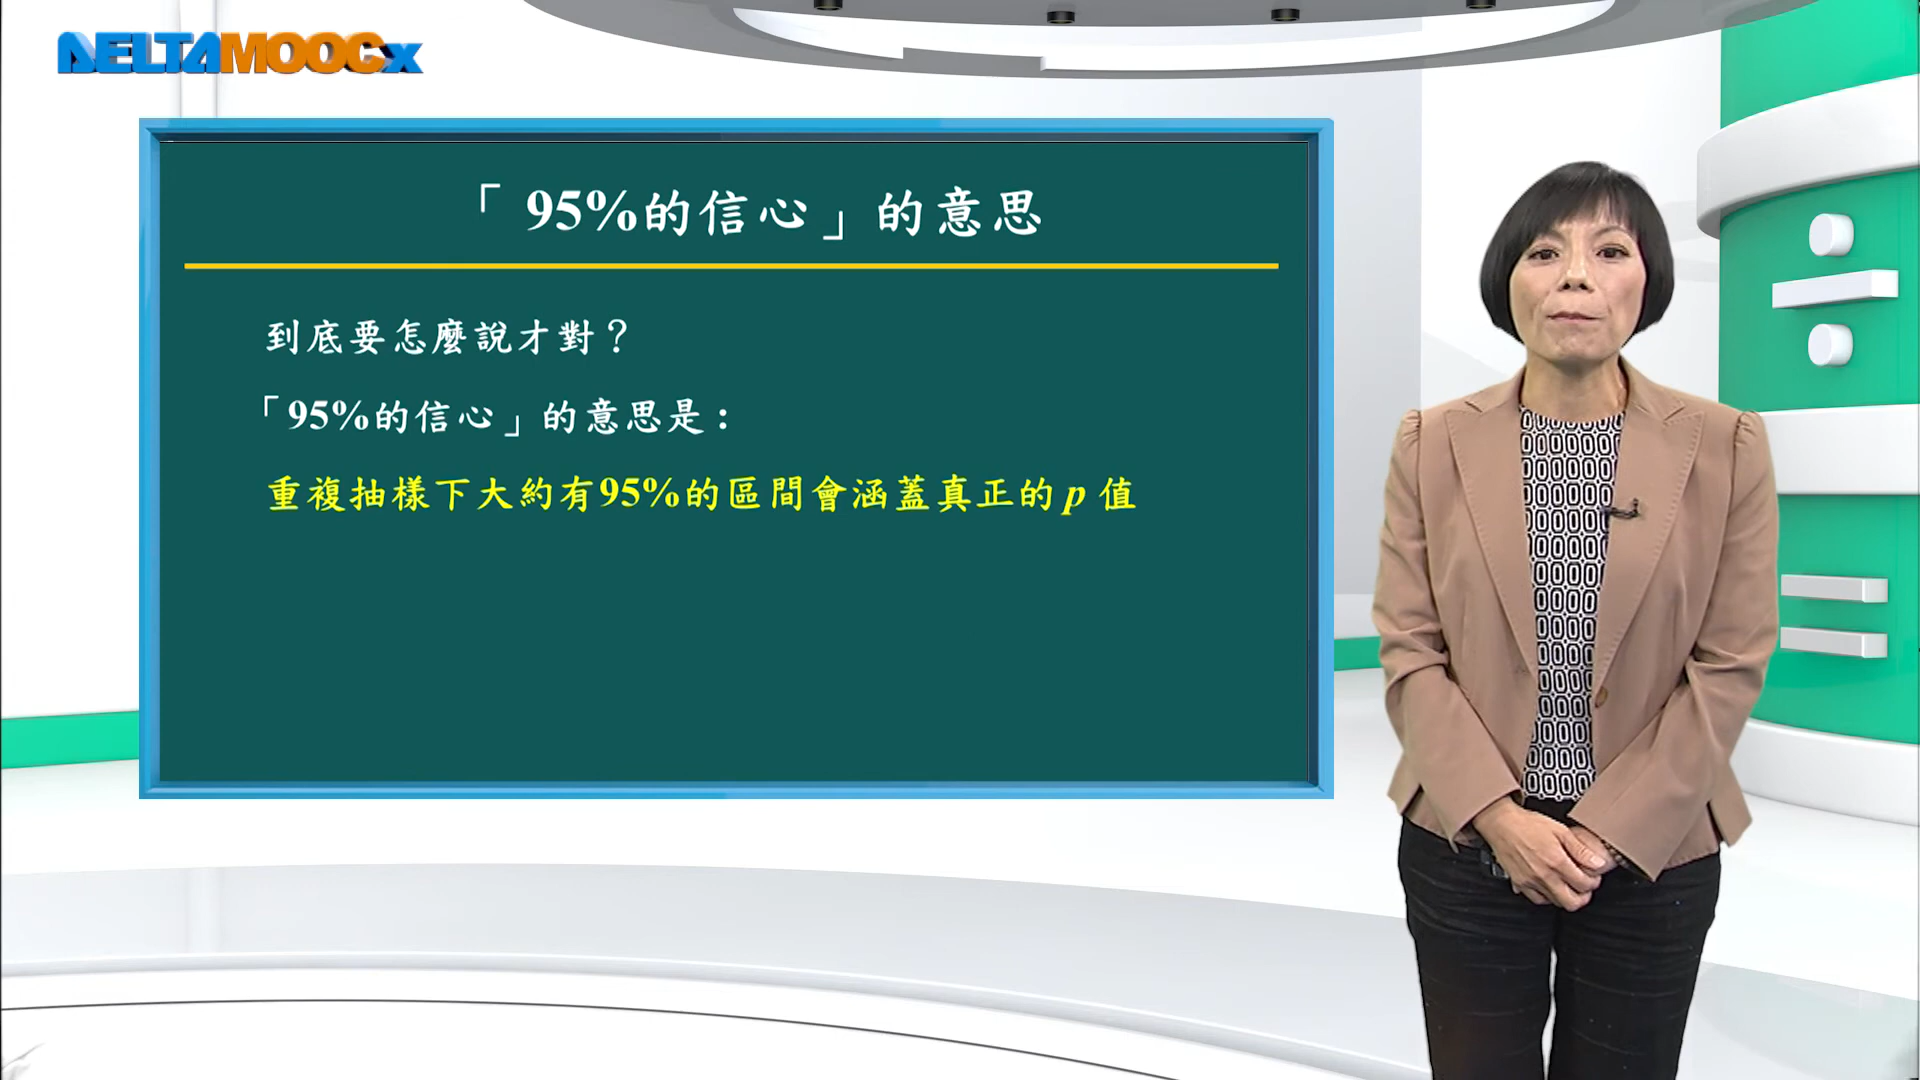 DELTAMOOCx
「95%的信心」的意思
到底要怎麼說才對？
「95%的信心」的意思是：
重複抽樣下大約有95%的區間會涵蓋真正的 p 值